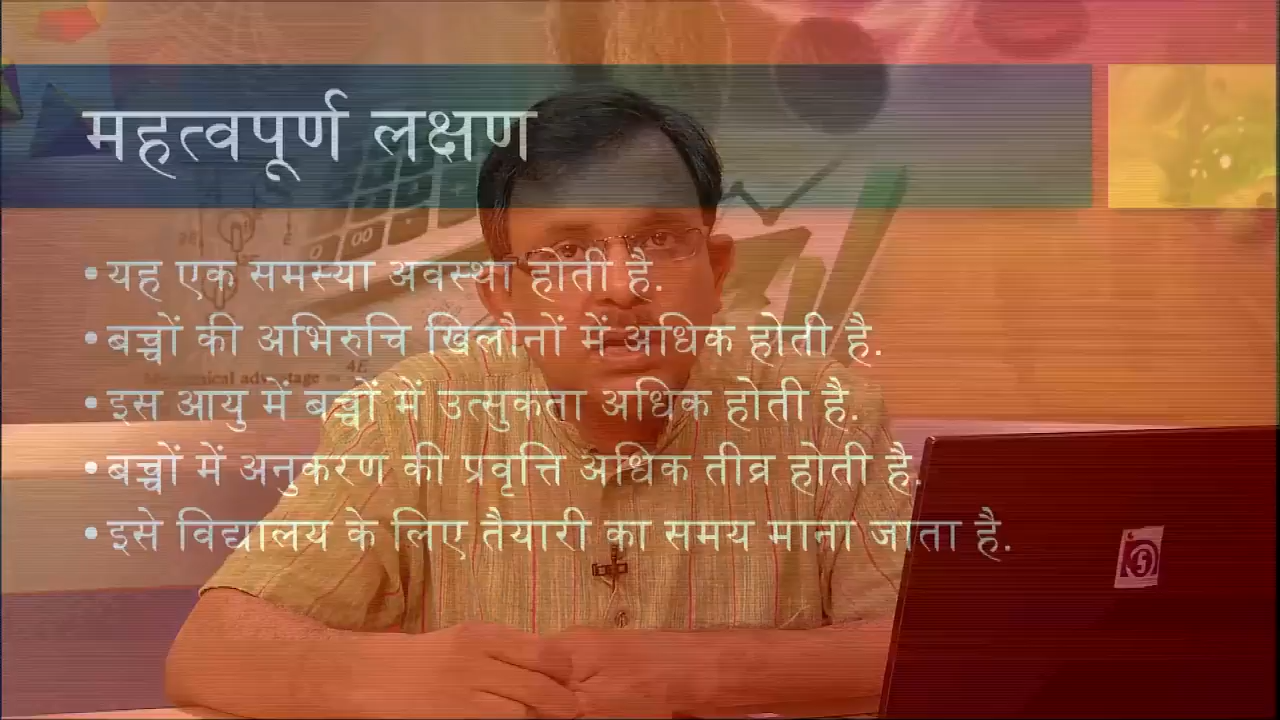 महत्वपूर्ण लक्षण
• यह एक समस्या अवस्था होती है.
• बच्चों की अभिरुचि खिलौनों में अधिक होती है.
• इस आयु में बच्चों में उत्सुकता अधिक होती है.
• बच्चों में अनुकरण की प्रवृत्ति अधिक तीव्र होती है.
• इसे विद्यालय के लिए तैयारी का समय माना जाता है.